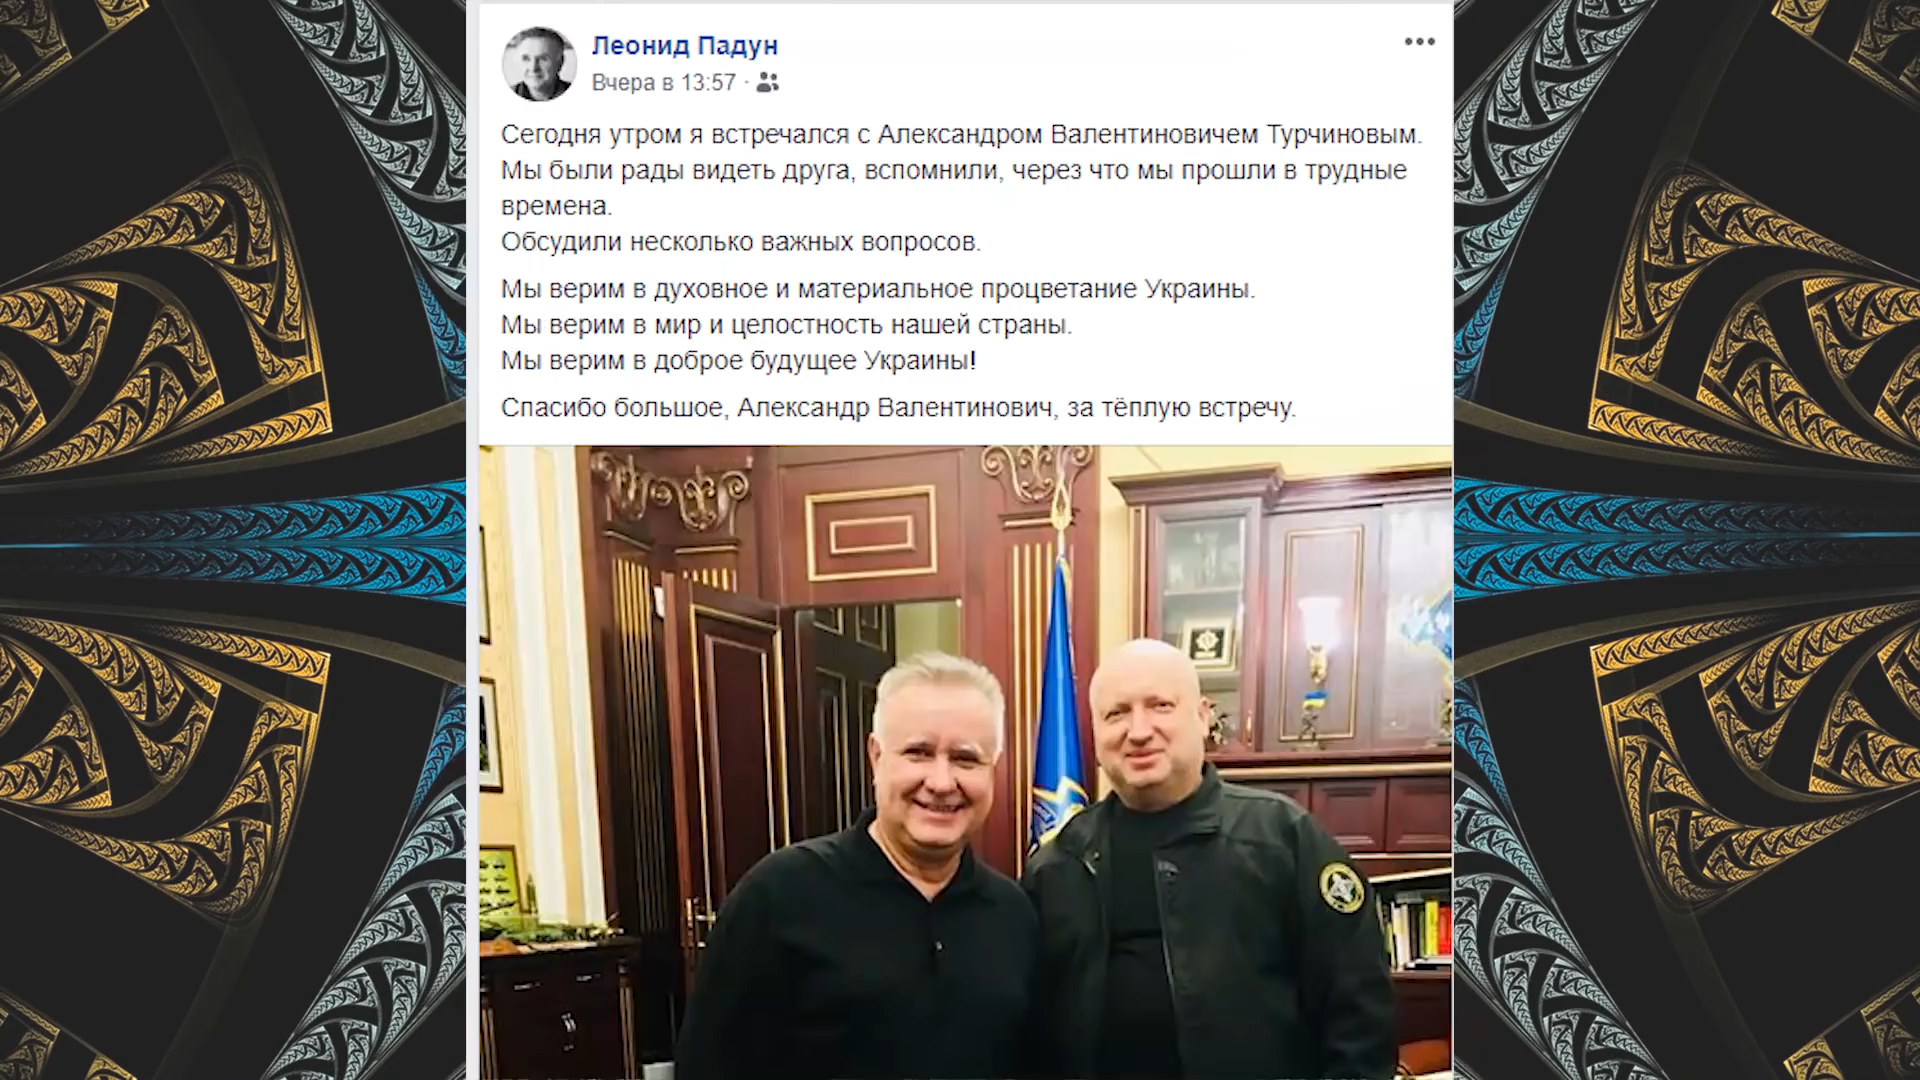 Леонид Падун
Вчера в 13:57 ·
Сегодня утром я встречался с Александром Валентиновичем Турчиновым.
Мы были рады видеть друга, вспомнили, через что мы прошли в трудные
времена.
Обсудили несколько важных вопросов.
Мы верим в духовное и материальное процветание Украины.
Мы верим в мир и целостность нашей страны.
Мы верим в доброе будущее Украины!
Спасибо большое, Александр Валентинович, за тёплую встречу.